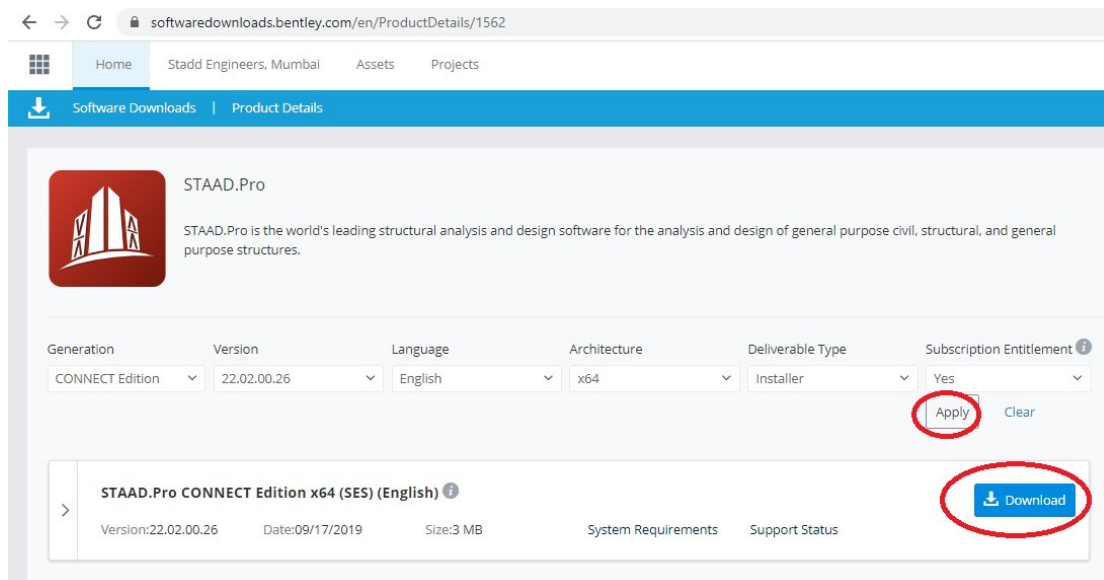 softwaredownloads.bentley.com/en/ProductDetails/1562
Home Stadd Engineers, Mumbai Assets Projects
Software Downloads | Product Details
STAAD.Pro
STAAD.Pro is the world's leading structural analysis and design software for the analysis and design of general purpose civil, structural, and general
purpose structures.
Generation Version Language Architecture Deliverable Type Subscription Entitlement
CONNECT Edition 22.02.00.26 English x64 Installer Yes
Apply Clear
STAAD.Pro CONNECT Edition x64 (SES) (English)
Download
Version:22.02.00.26 Date:09/17/2019 Size:3 MB System Requirements Support Status